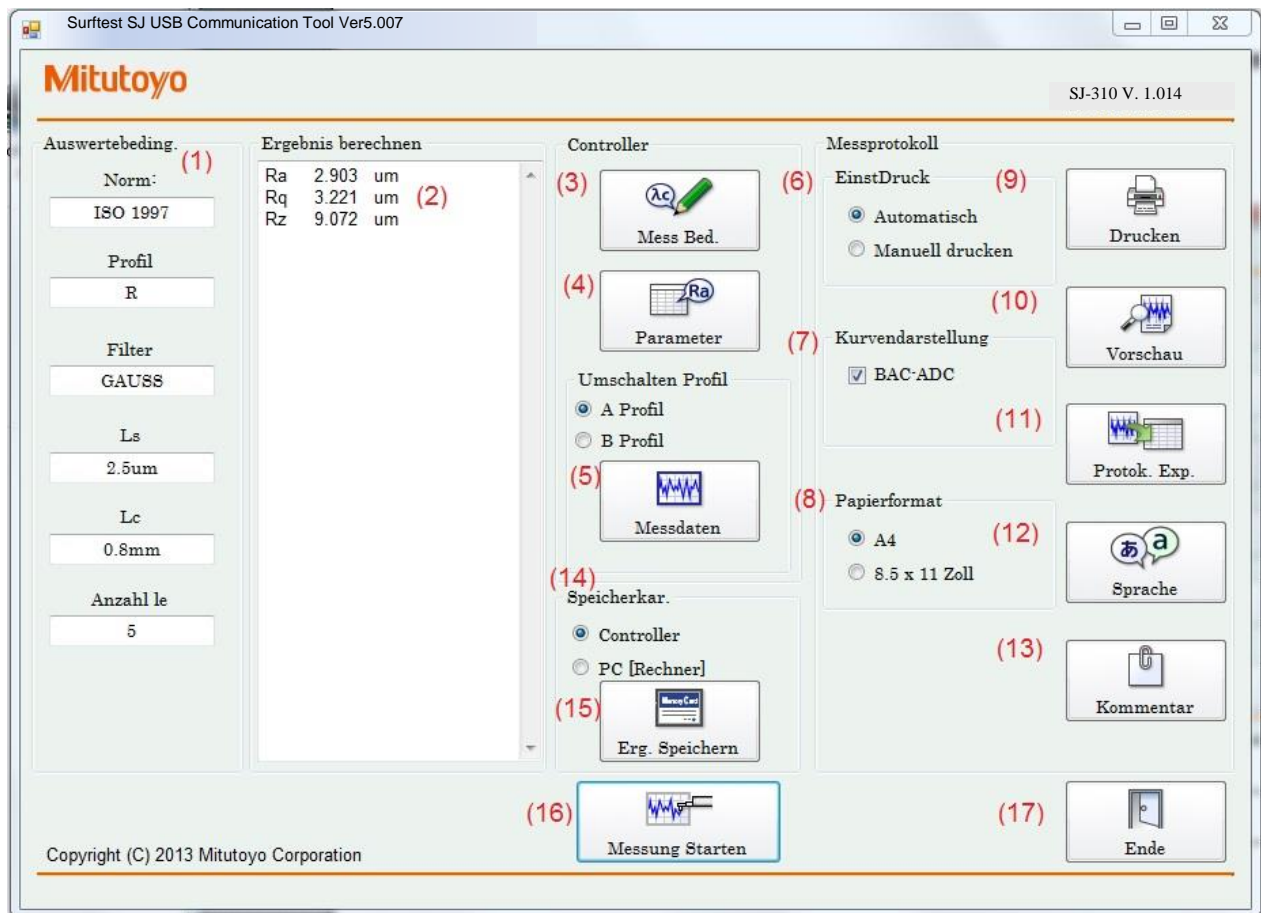 Surftest SJ USB Communication Tool Ver5.007
Mitutoyo
SJ-310 V. 1.014
Auswertebeding.
(1)
Norm:
ISO 1997
Profil
R
Filter
GAUSS
Ls
2.5um
Lc
0.8mm
Anzahl le
5
Ergebnis berechnen
Ra 2.903 um
Rq 3.221 um (2)
Rz 9.072 um
Controller
(3)
λc
Mess Bed.
(4)
Ra
Parameter
Umschalten Profil
A Profil
B Profil
(5)
Messdaten
(14)
Speicherkar.
Controller
PC [Rechner]
(15)
Memory Card
Erg. Speichern
(16)
Messung Starten
Messprotokoll
(6)
EinstDruck
Automatisch
Manuell drucken
(7)
Kurvendarstellung
BAC-ADC
(8)
Papierformat
A4
8.5 x 11 Zoll
(9)
Drucken
(10)
Vorschau
(11)
Protok. Exp.
(12)
あ a
Sprache
(13)
Kommentar
(17)
Ende
Copyright (C) 2013 Mitutoyo Corporation